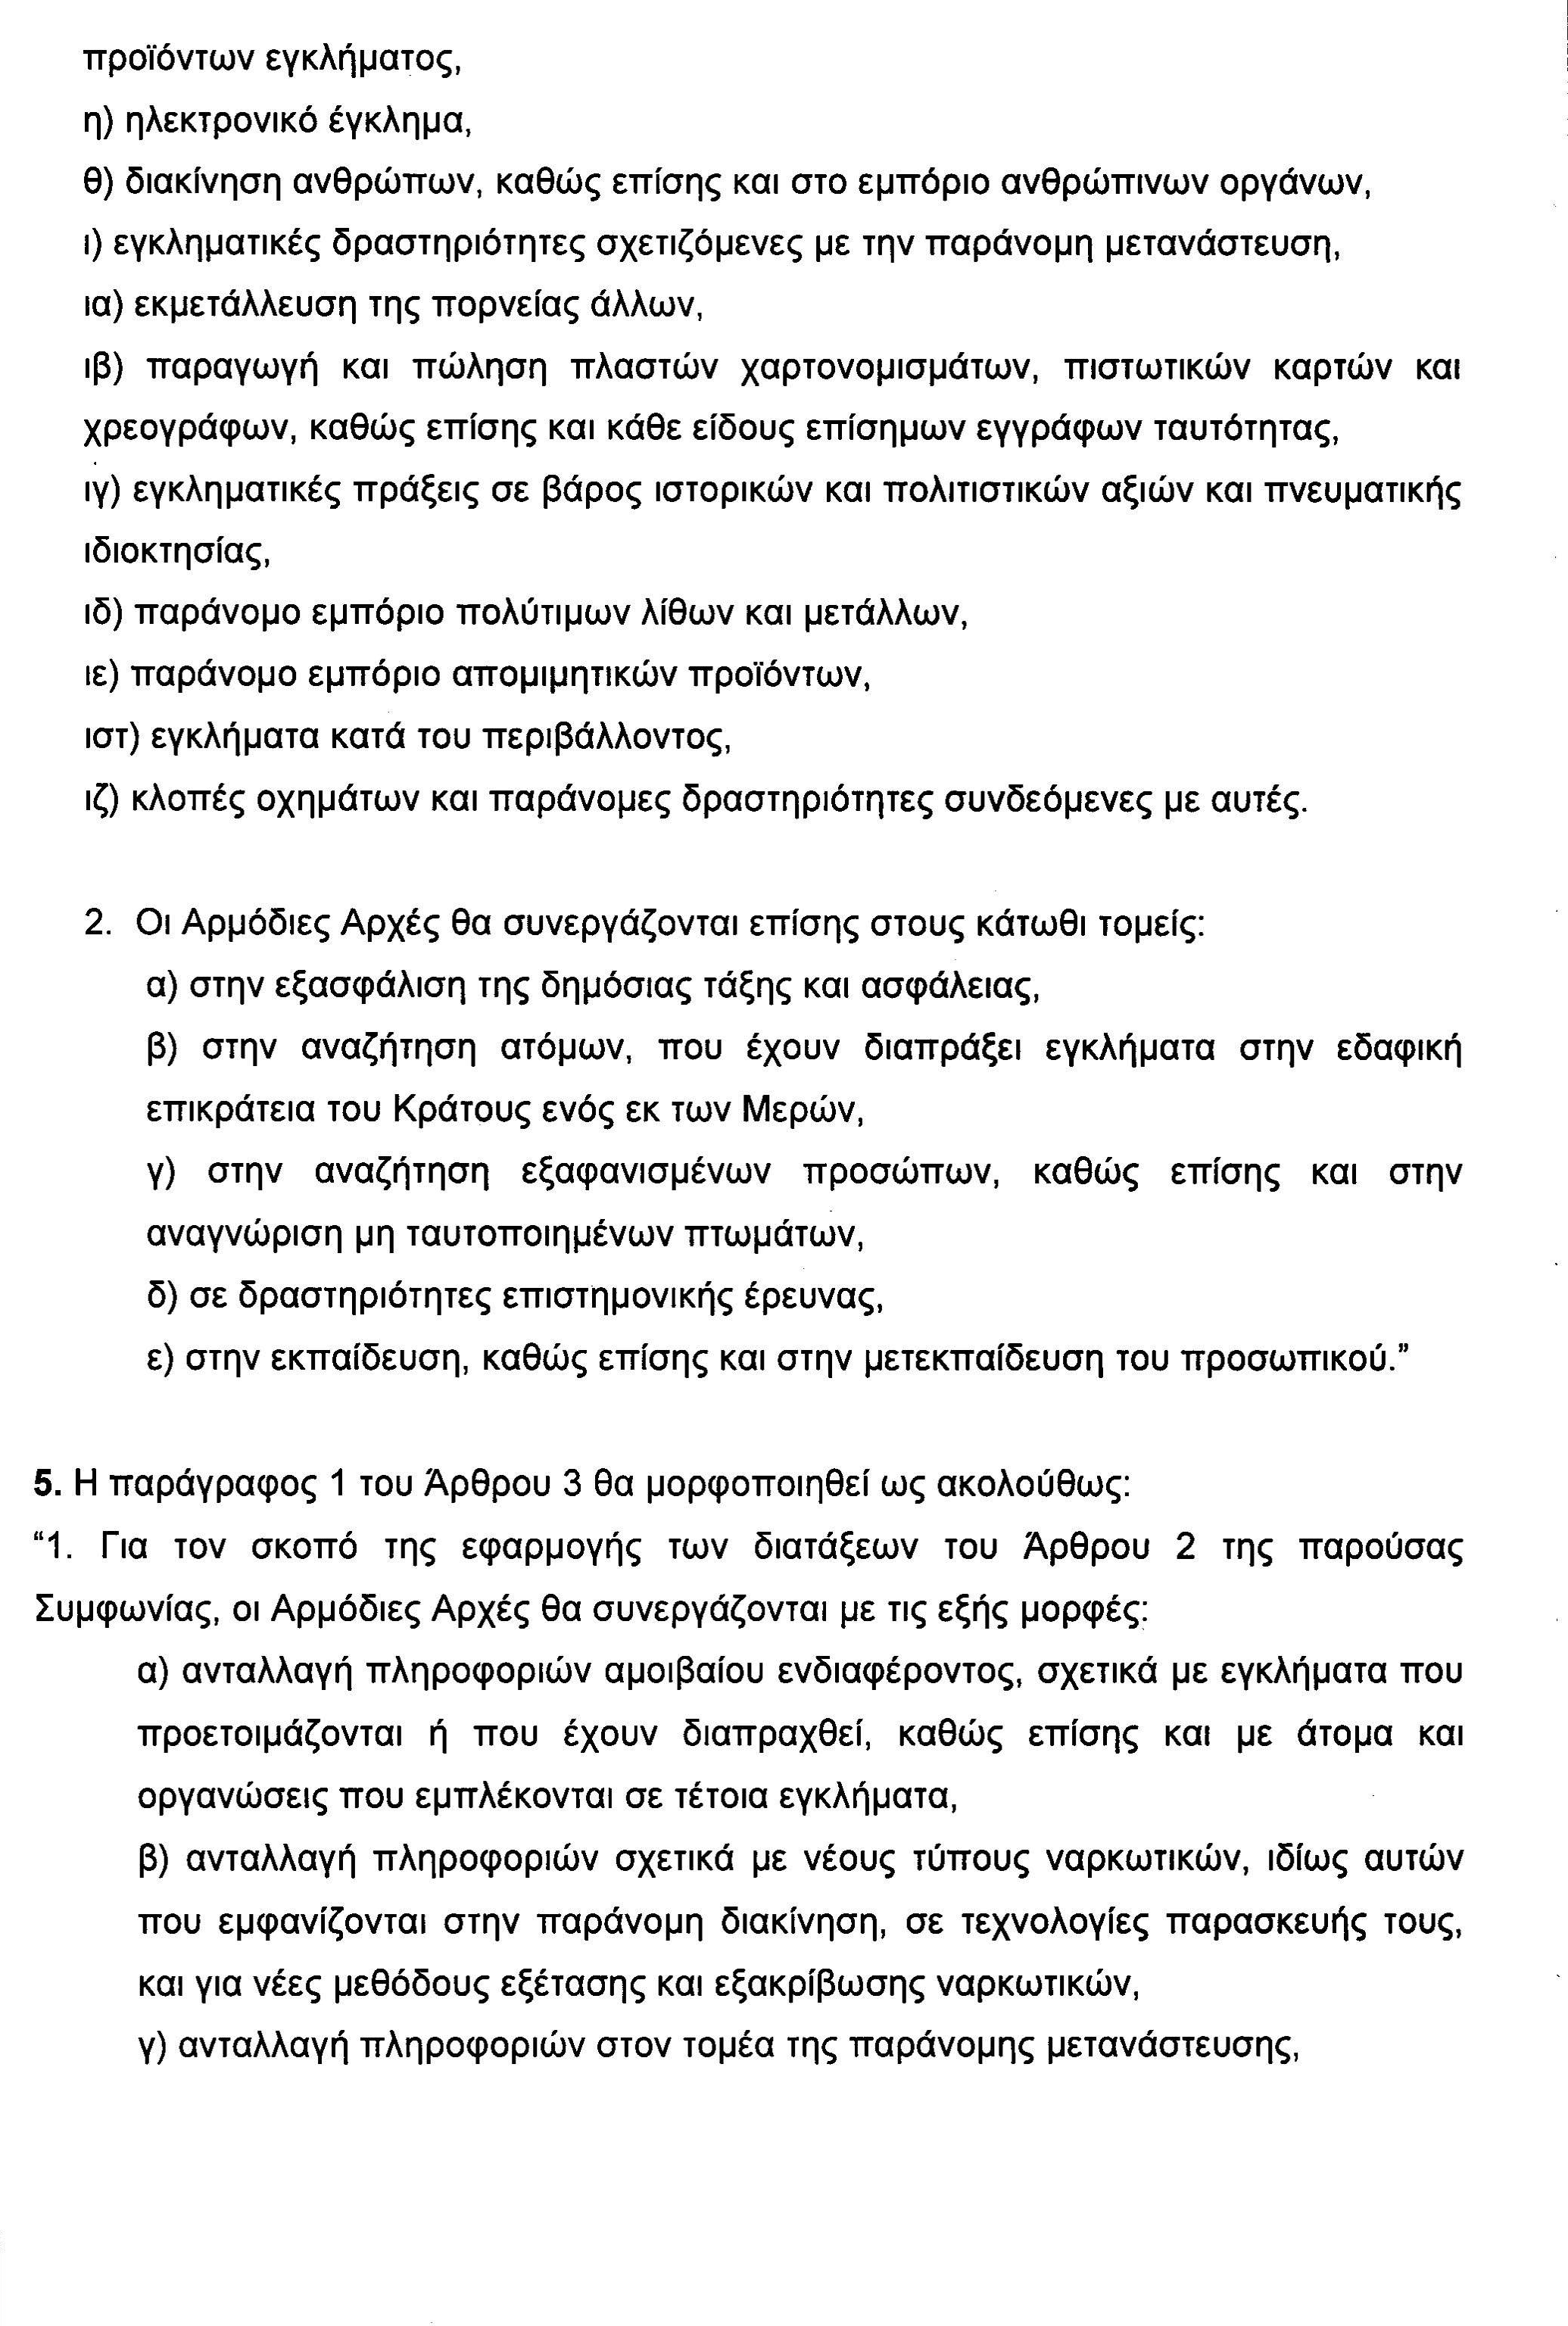 προϊόντων εγκλήματος,
η) ηλεκτρονικό έγκλημα,
θ) διακίνηση ανθρώπων, καθώς επίσης και στο εμπόριο ανθρώπινων οργάνων,
ι) εγκληματικές δραστηριότητες σχετιζόμενες με την παράνομη μετανάστευση,
ια) εκμετάλλευση της πορνείας άλλων,
ιβ) παραγωγή και πώληση πλαστών χαρτονομισμάτων, πιστωτικών καρτών και
χρεογράφων, καθώς επίσης και κάθε είδους επίσημων εγγράφων ταυτότητας,
ιγ) εγκληματικές πράξεις σε βάρος ιστορικών και πολιτιστικών αξιών και πνευματικής
ιδιοκτησίας,
ιδ) παράνομο εμπόριο πολύτιμων λίθων και μετάλλων,
ιε) παράνομο εμπόριο απομιμητικών προϊόντων,
ιστ) εγκλήματα κατά του περιβάλλοντος,
ιζ) κλοπές οχημάτων και παράνομες δραστηριότητες συνδεόμενες με αυτές.
2. Οι Αρμόδιες Αρχές θα συνεργάζονται επίσης στους κάτωθι τομείς:
α) στην εξασφάλιση της δημόσιας τάξης και ασφάλειας,
β) στην αναζήτηση ατόμων, που έχουν διαπράξει εγκλήματα στην εδαφική
επικράτεια του Κράτους ενός εκ των Μερών,
γ) στην αναζήτηση εξαφανισμένων προσώπων, καθώς επίσης και στην
αναγνώριση μη ταυτοποιημένων πτωμάτων,
δ) σε δραστηριότητες επιστημονικής έρευνας,
ε) στην εκπαίδευση, καθώς επίσης και στην μετεκπαίδευση του προσωπικού.”
5. Η παράγραφος 1 του Άρθρου 3 θα μορφοποιηθεί ως ακολούθως:
“1. Για τον σκοπό της εφαρμογής των διατάξεων του Άρθρου 2 της παρούσας
Συμφωνίας, οι Αρμόδιες Αρχές θα συνεργάζονται με τις εξής μορφές:
α) ανταλλαγή πληροφοριών αμοιβαίου ενδιαφέροντος, σχετικά με εγκλήματα που
προετοιμάζονται ή που έχουν διαπραχθεί, καθώς επίσης και με άτομα και
οργανώσεις που εμπλέκονται σε τέτοια εγκλήματα,
β) ανταλλαγή πληροφοριών σχετικά με νέους τύπους ναρκωτικών, ιδίως αυτών
που εμφανίζονται στην παράνομη διακίνηση, σε τεχνολογίες παρασκευής τους,
και για νέες μεθόδους εξέτασης και εξακρίβωσης ναρκωτικών,
γ) ανταλλαγή πληροφοριών στον τομέα της παράνομης μετανάστευσης,